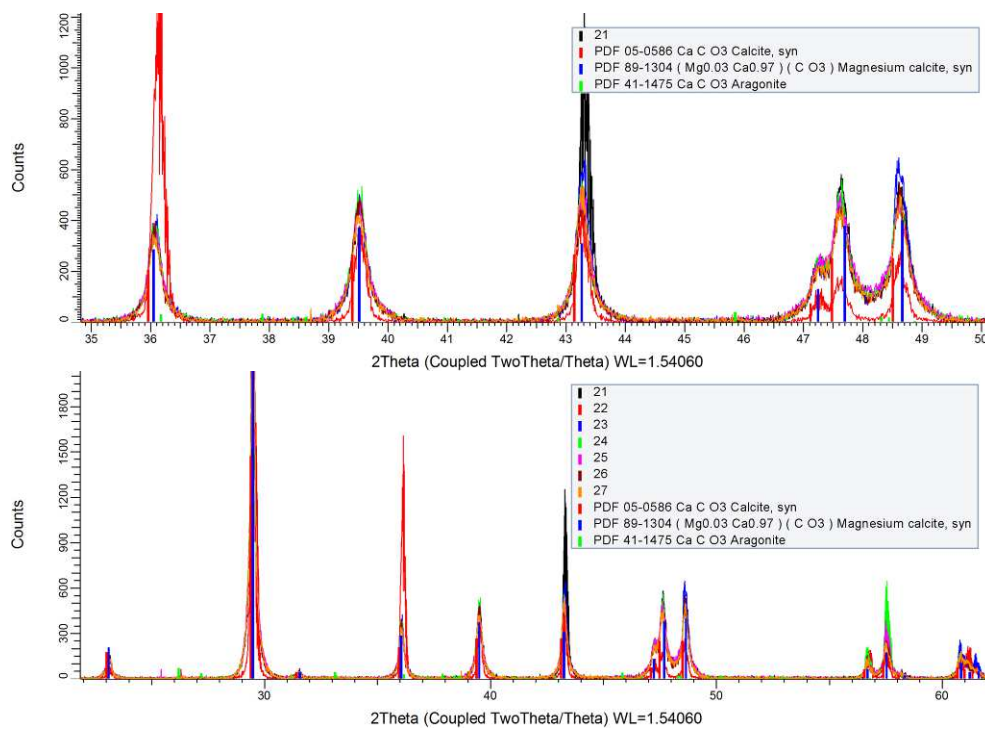 1200
1000
800
600
400
200
0
Counts
21
PDF 05-0586 Ca C O3 Calcite, syn
PDF 89-1304 ( Mg0.03 Ca0.97 ) ( C O3 ) Magnesium calcite, syn
PDF 41-1475 Ca C O3 Aragonite
35 36 37 38 39 40 41 42 43 44 45 46 47 48 49 50
2Theta (Coupled TwoTheta/Theta) WL=1.54060
1800
1500
1200
900
600
300
0
Counts
21
22
23
24
25
26
27
PDF 05-0586 Ca C O3 Calcite, syn
PDF 89-1304 ( Mg0.03 Ca0.97 ) ( C O3 ) Magnesium calcite, syn
PDF 41-1475 Ca C O3 Aragonite
30 40 50 60
2Theta (Coupled TwoTheta/Theta) WL=1.54060